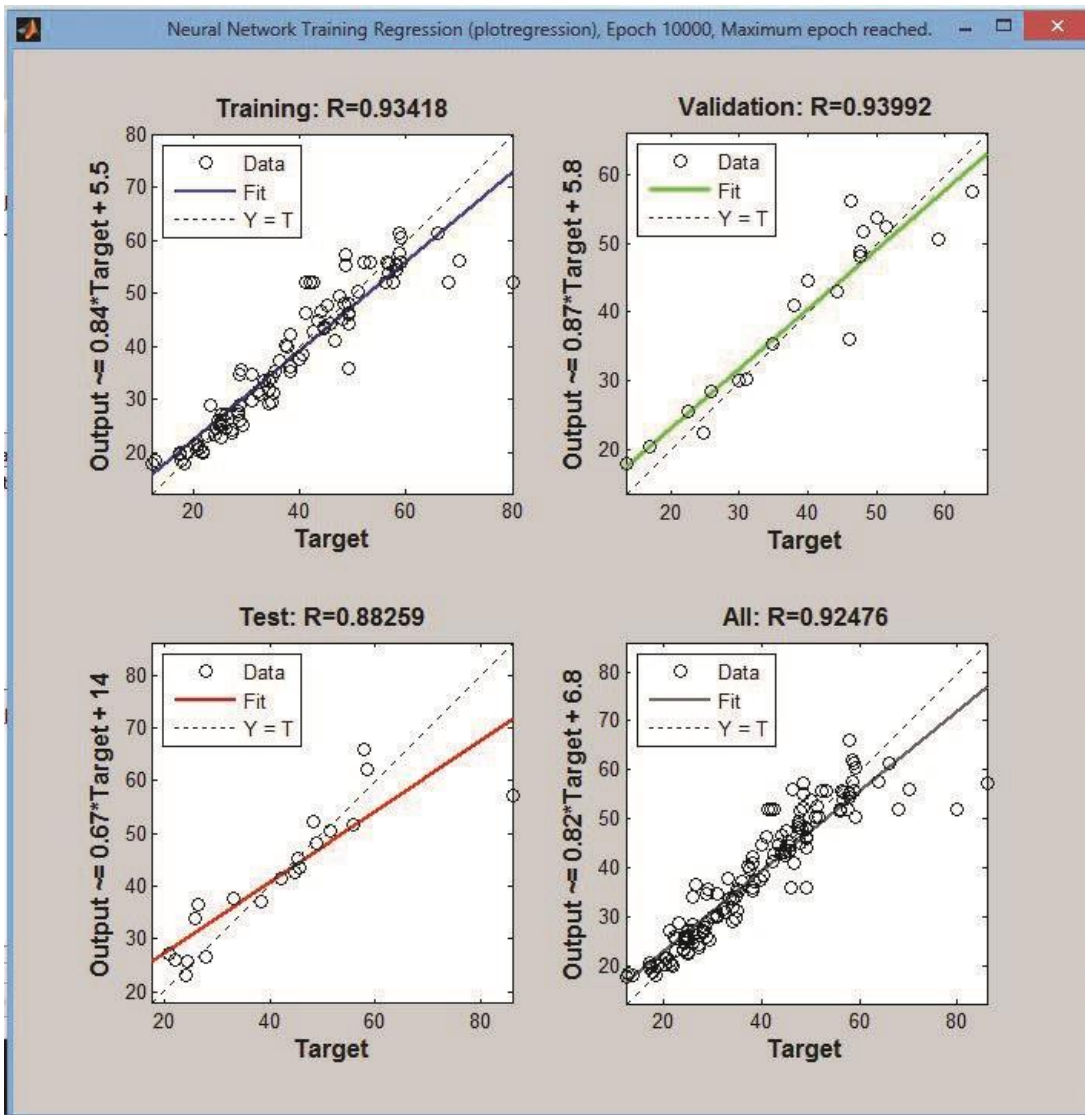 Neural Network Training Regression (plotregression), Epoch 10000, Maximum epoch reached.
Training: R=0.93418
Output ~= 0.84*Target + 5.5
80
70
60
50
40
30
20
Data
Fit
Y = T
20
40
60
80
Target
Validation: R=0.93992
Output ~= 0.87*Target + 5.8
60
50
40
30
20
Data
Fit
Y = T
20
30
40
50
60
Target
Test: R=0.88259
Output ~= 0.67*Target + 14
80
70
60
50
40
30
20
Data
Fit
Y = T
20
40
60
80
Target
All: R=0.92476
Output ~= 0.82*Target + 6.8
80
70
60
50
40
30
20
Data
Fit
Y = T
20
40
60
80
Target